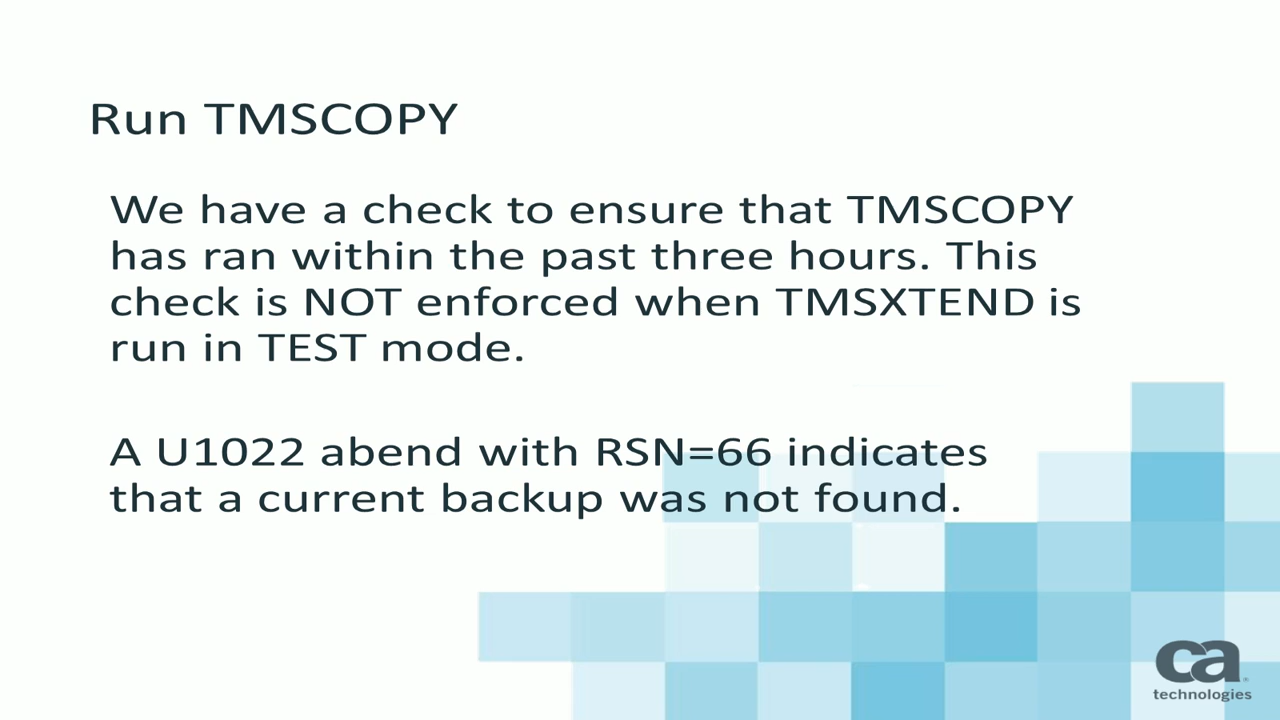 Run TMSCOPY
We have a check to ensure that TMSCOPY
has ran within the past three hours. This
check is NOT enforced when TMSXTEND is
run in TEST mode.
A U1022 abend with RSN=66 indicates
that a current backup was not found.
ca
technologies